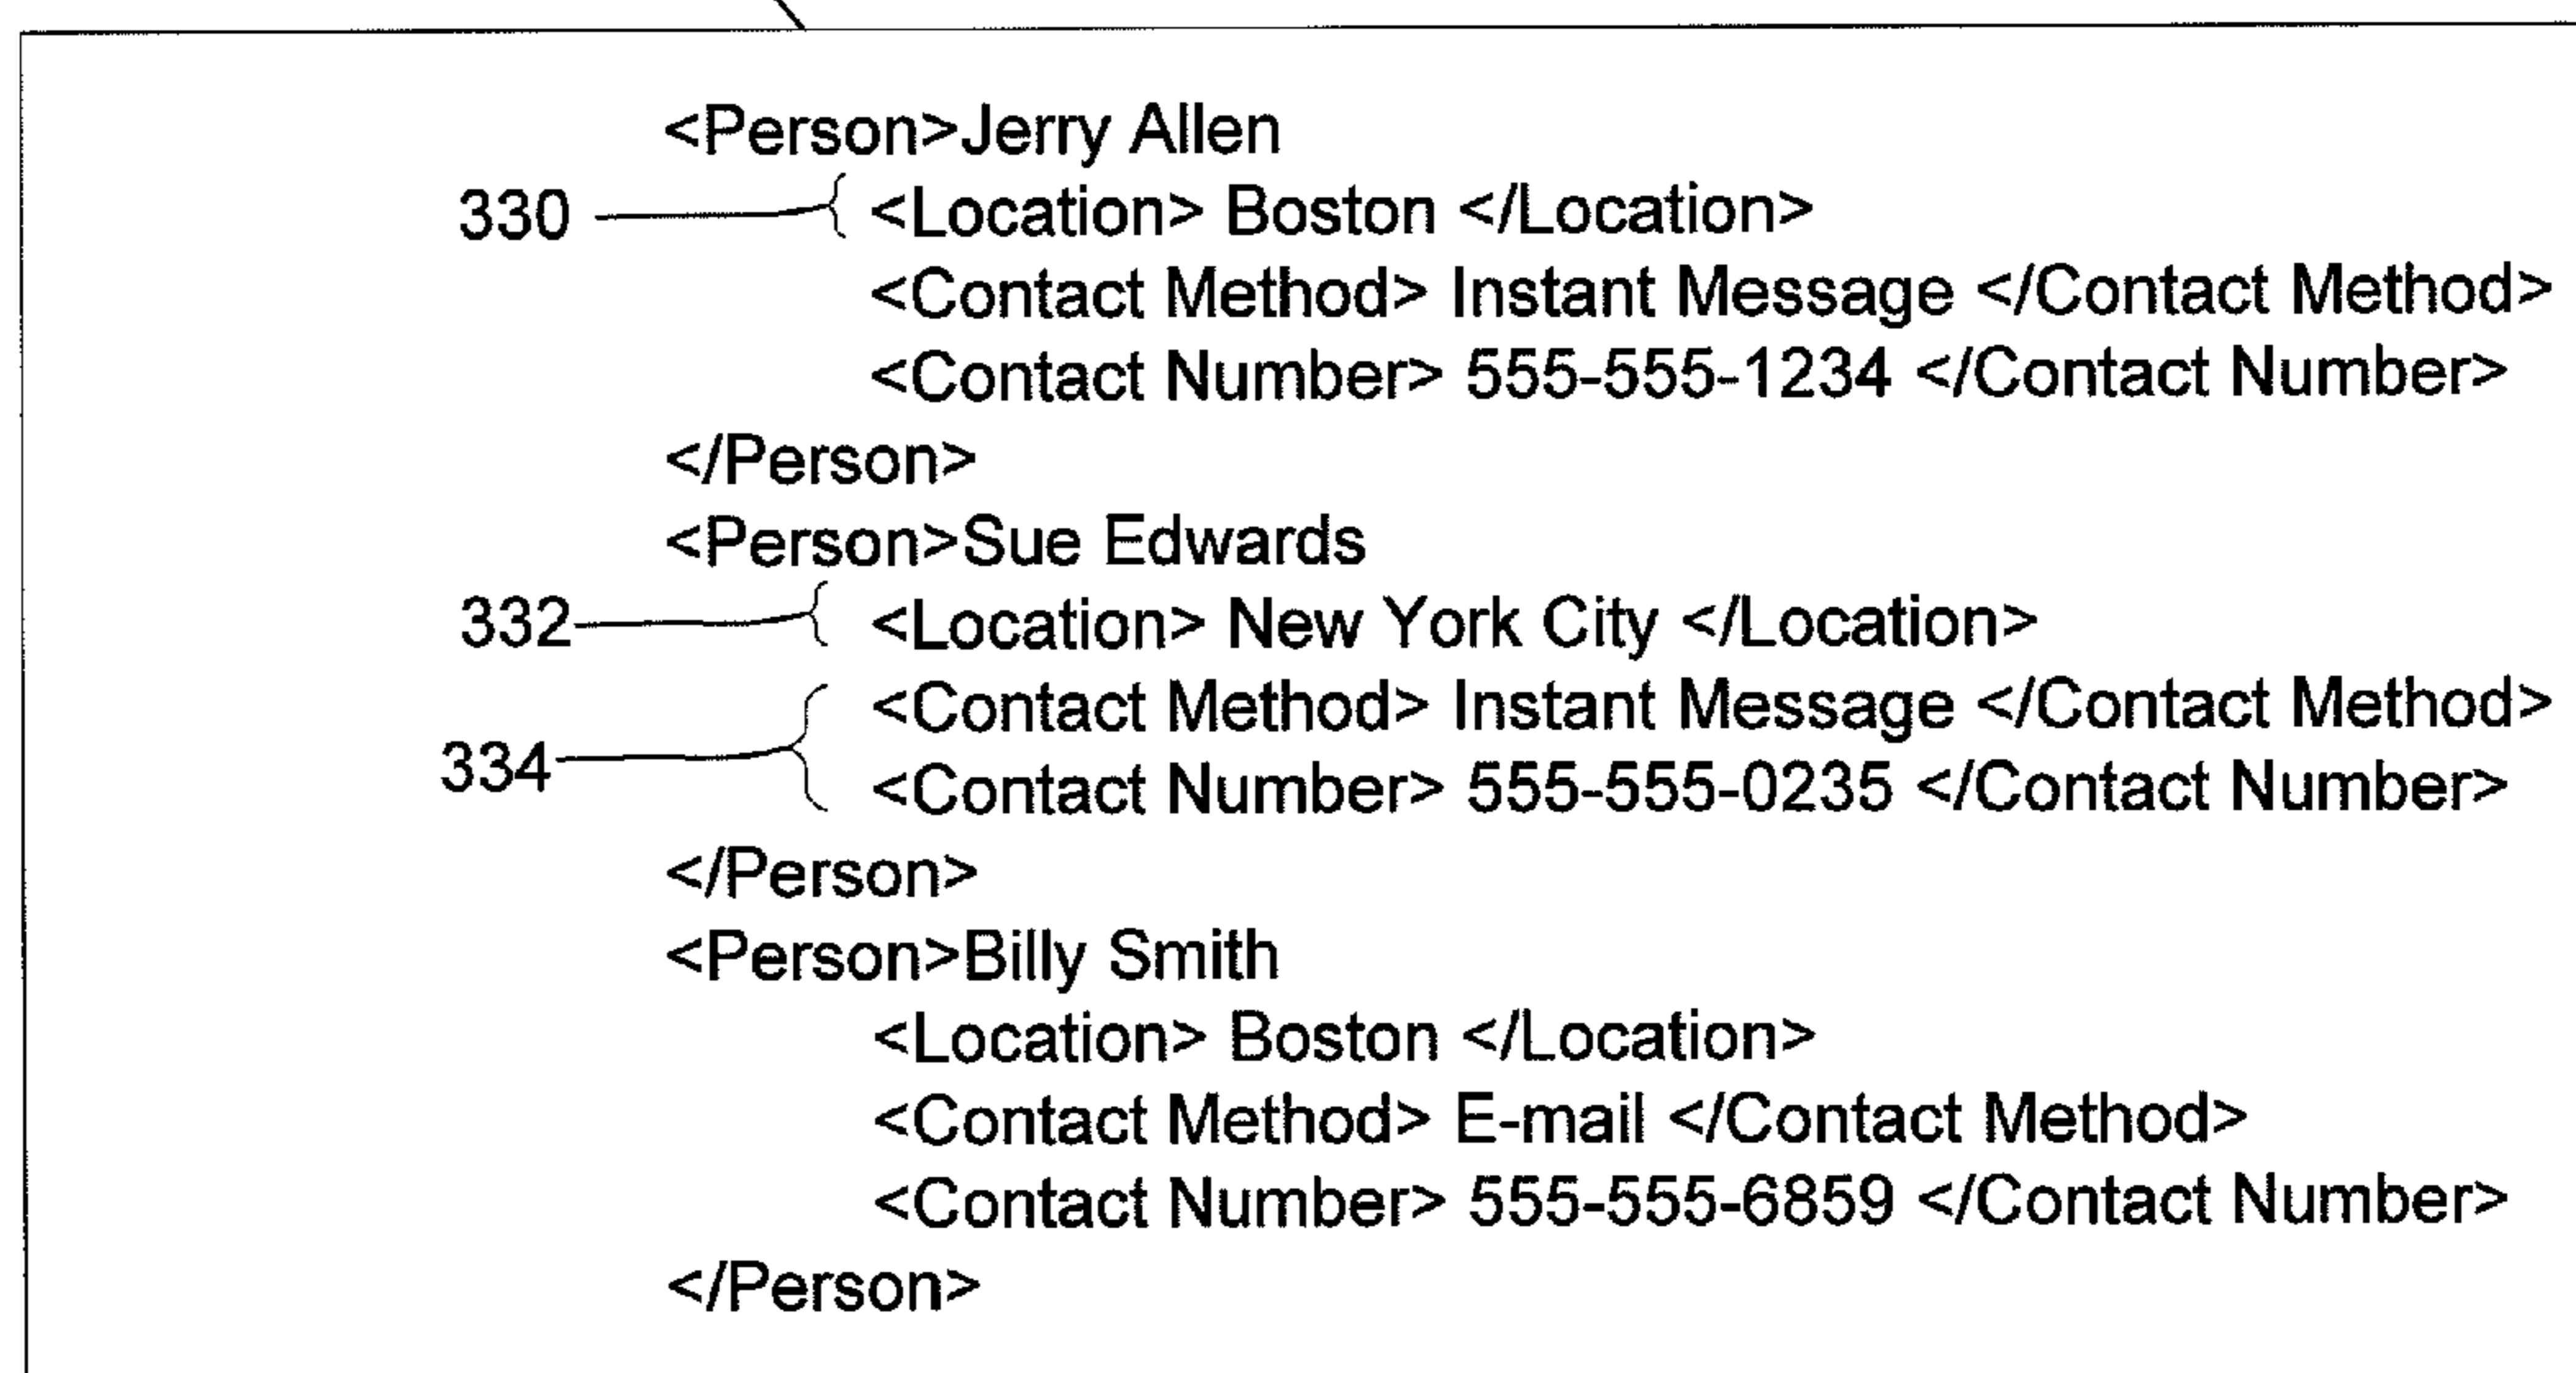 <Person>Jerry Allen
330 <Location> Boston </Location>
<Contact Method> Instant Message </Contact Method>
<Contact Number> 555-555-1234 </Contact Number>
</Person>
<Person>Sue Edwards
332 <Location> New York City </Location>
<Contact Method> Instant Message </Contact Method>
334 <Contact Number> 555-555-0235 </Contact Number>
</Person>
<Person>Billy Smith
<Location> Boston </Location>
<Contact Method> E-mail </Contact Method>
<Contact Number> 555-555-6859 </Contact Number>
</Person>